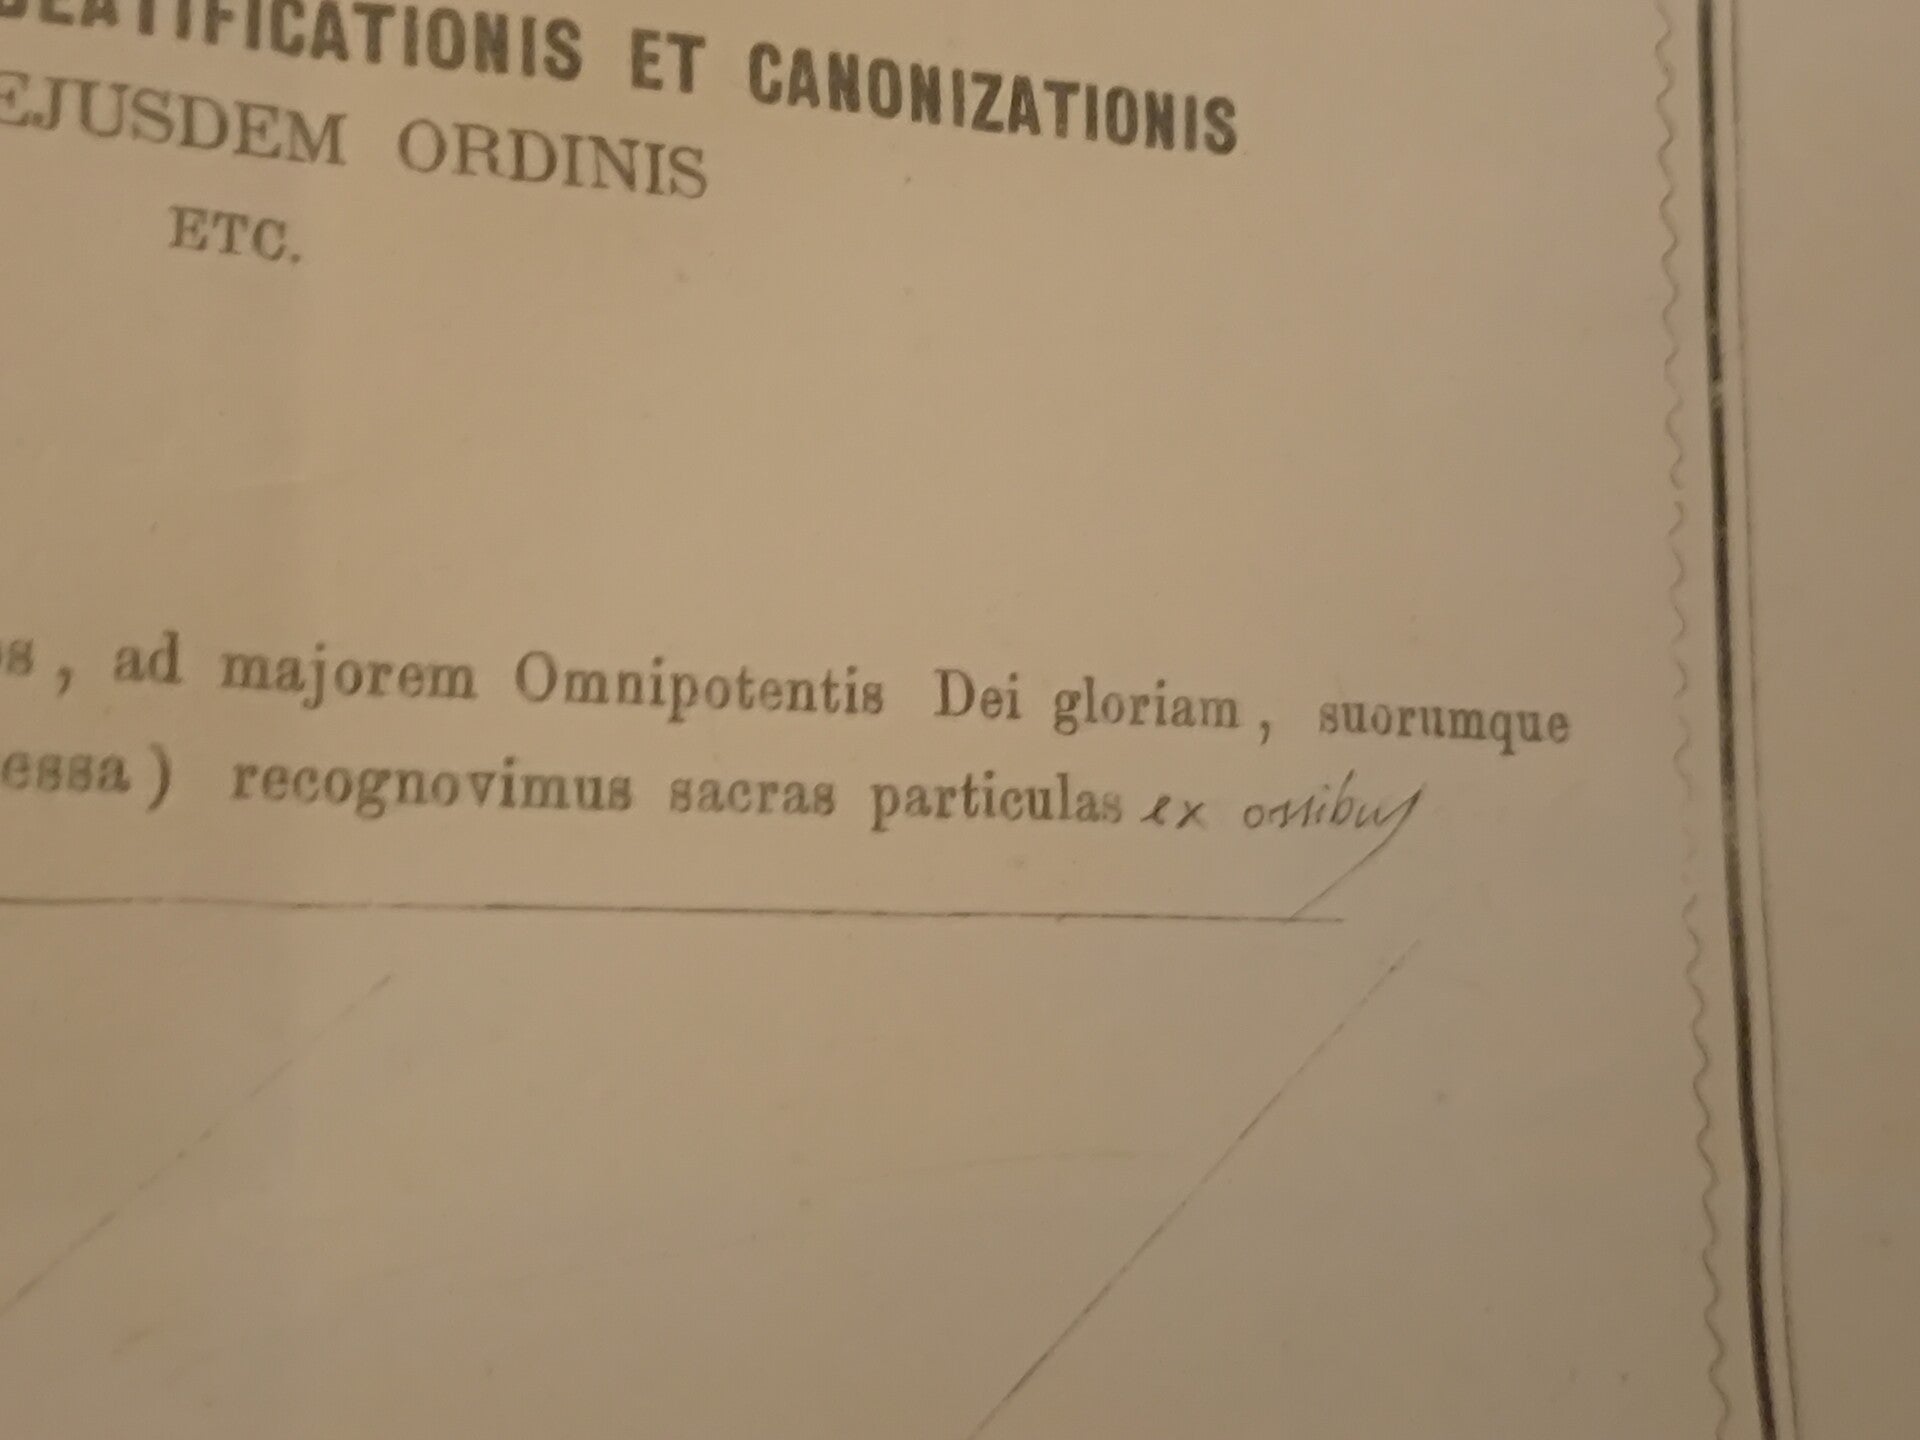 BEATIFICATIONIS ET CANONIZATIONIS
EJUSDEM ORDINIS
ETC.
s, ad majorem Omnipotentis Dei gloriam, suorumque
essa) recognovimus sacras particulas ex ossibus